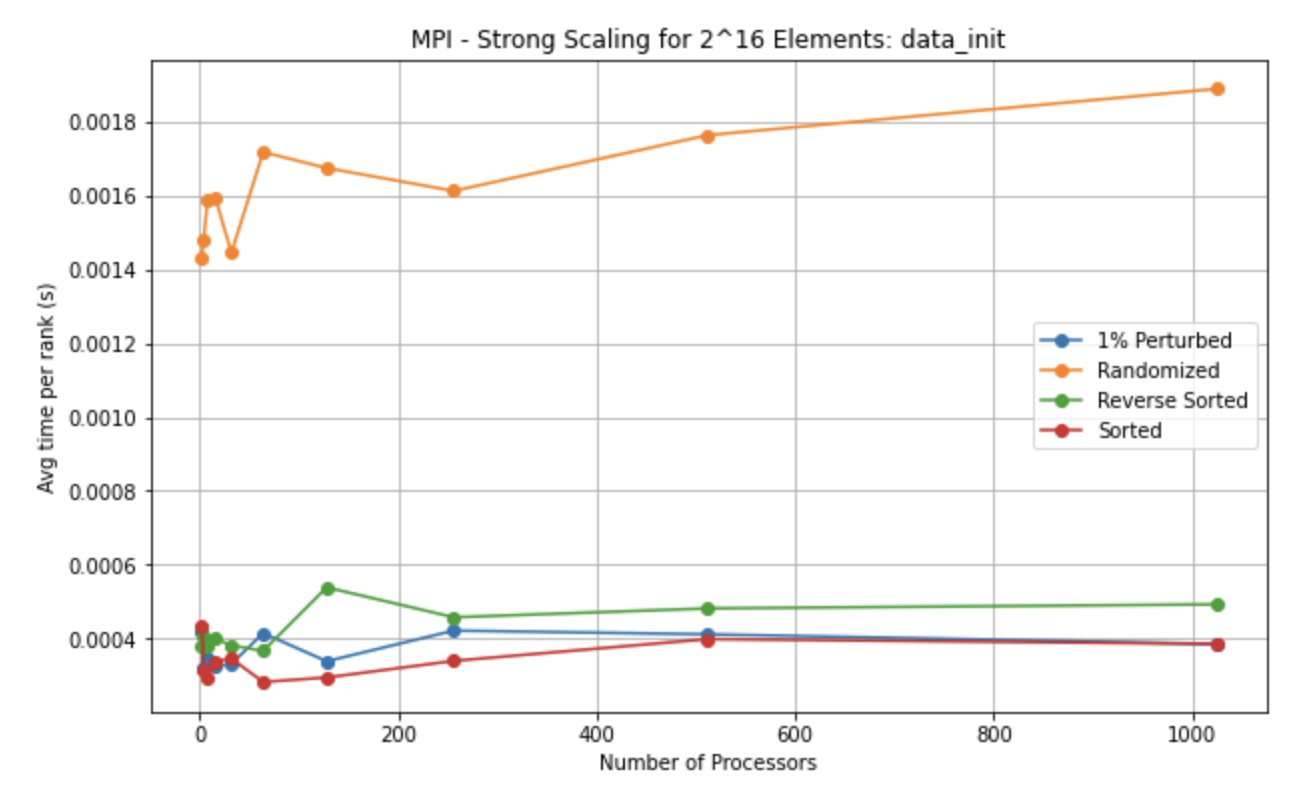 MPI - Strong Scaling for 2^16 Elements: data_init
Avg time per rank (s)
0.0018
0.0016
0.0014
0.0012
0.0010
0.0008
0.0006
0.0004
1% Perturbed
Randomized
Reverse Sorted
Sorted
0 200 400 600 800 1000
Number of Processors